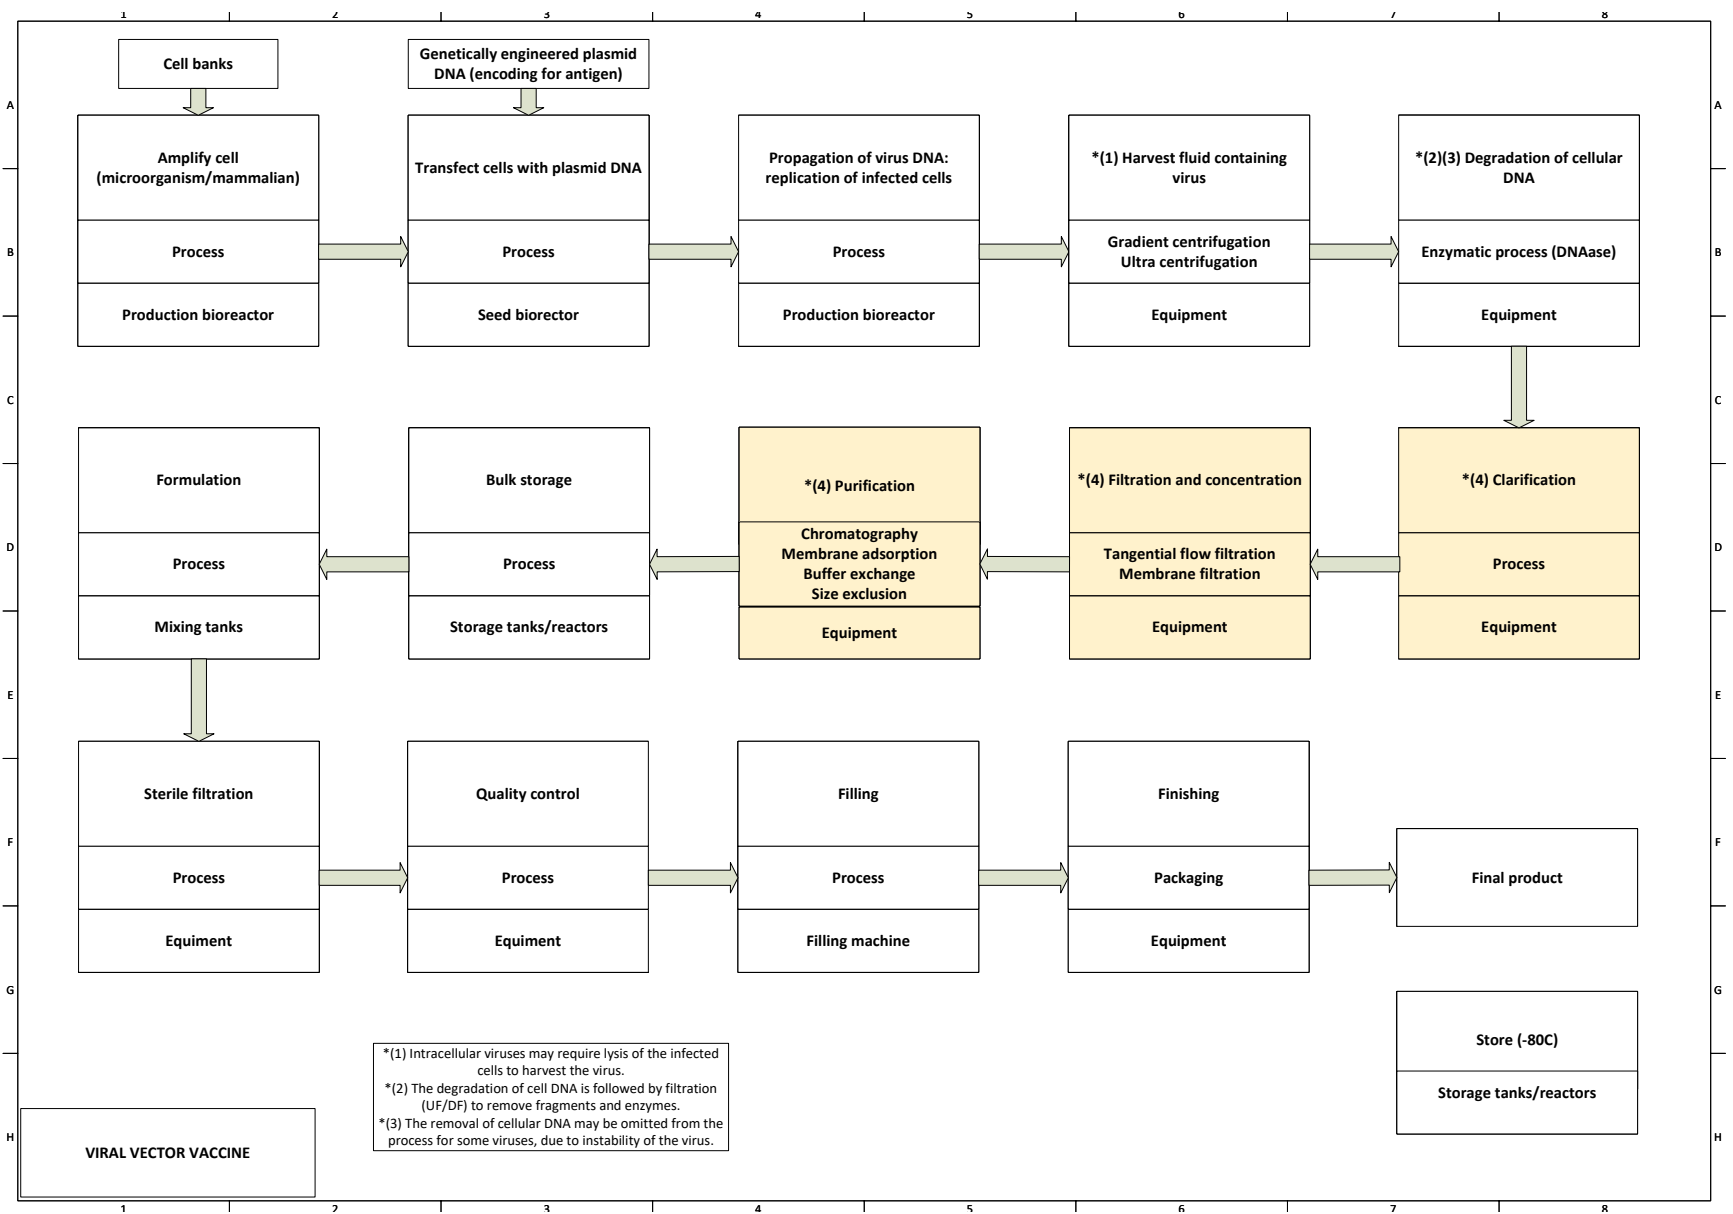 1 2 3 4 5 6 7 8
Cell banks
Genetically engineered plasmid
DNA (encoding for antigen)
A A
Amplify cell
(microorganism/mammalian)
Process
Production bioreactor
Transfect cells with plasmid DNA
Process
Seed biorector
Propagation of virus DNA:
replication of infected cells
Process
Production bioreactor
*(1) Harvest fluid containing
virus
Gradient centrifugation
Ultra centrifugation
Equipment
*(2)(3) Degradation of cellular
DNA
Enzymatic process (DNAase)
Equipment
B B
C C
Formulation
Process
Mixing tanks
Bulk storage
Process
Storage tanks/reactors
*(4) Purification
Chromatography
Membrane adsorption
Buffer exchange
Size exclusion
Equipment
*(4) Filtration and concentration
Tangential flow filtration
Membrane filtration
Equipment
*(4) Clarification
Process
Equipment
D D
E E
Sterile filtration
Process
Equiment
Quality control
Process
Equiment
Filling
Process
Filling machine
Finishing
Packaging
Equipment
Final product
F F
G G
Store (-80C)
Storage tanks/reactors
*(1) Intracellular viruses may require lysis of the infected
cells to harvest the virus.
*(2) The degradation of cell DNA is followed by filtration
(UF/DF) to remove fragments and enzymes.
*(3) The removal of cellular DNA may be omitted from the
process for some viruses, due to instability of the virus.
H H
VIRAL VECTOR VACCINE
1 2 3 4 5 6 7 8